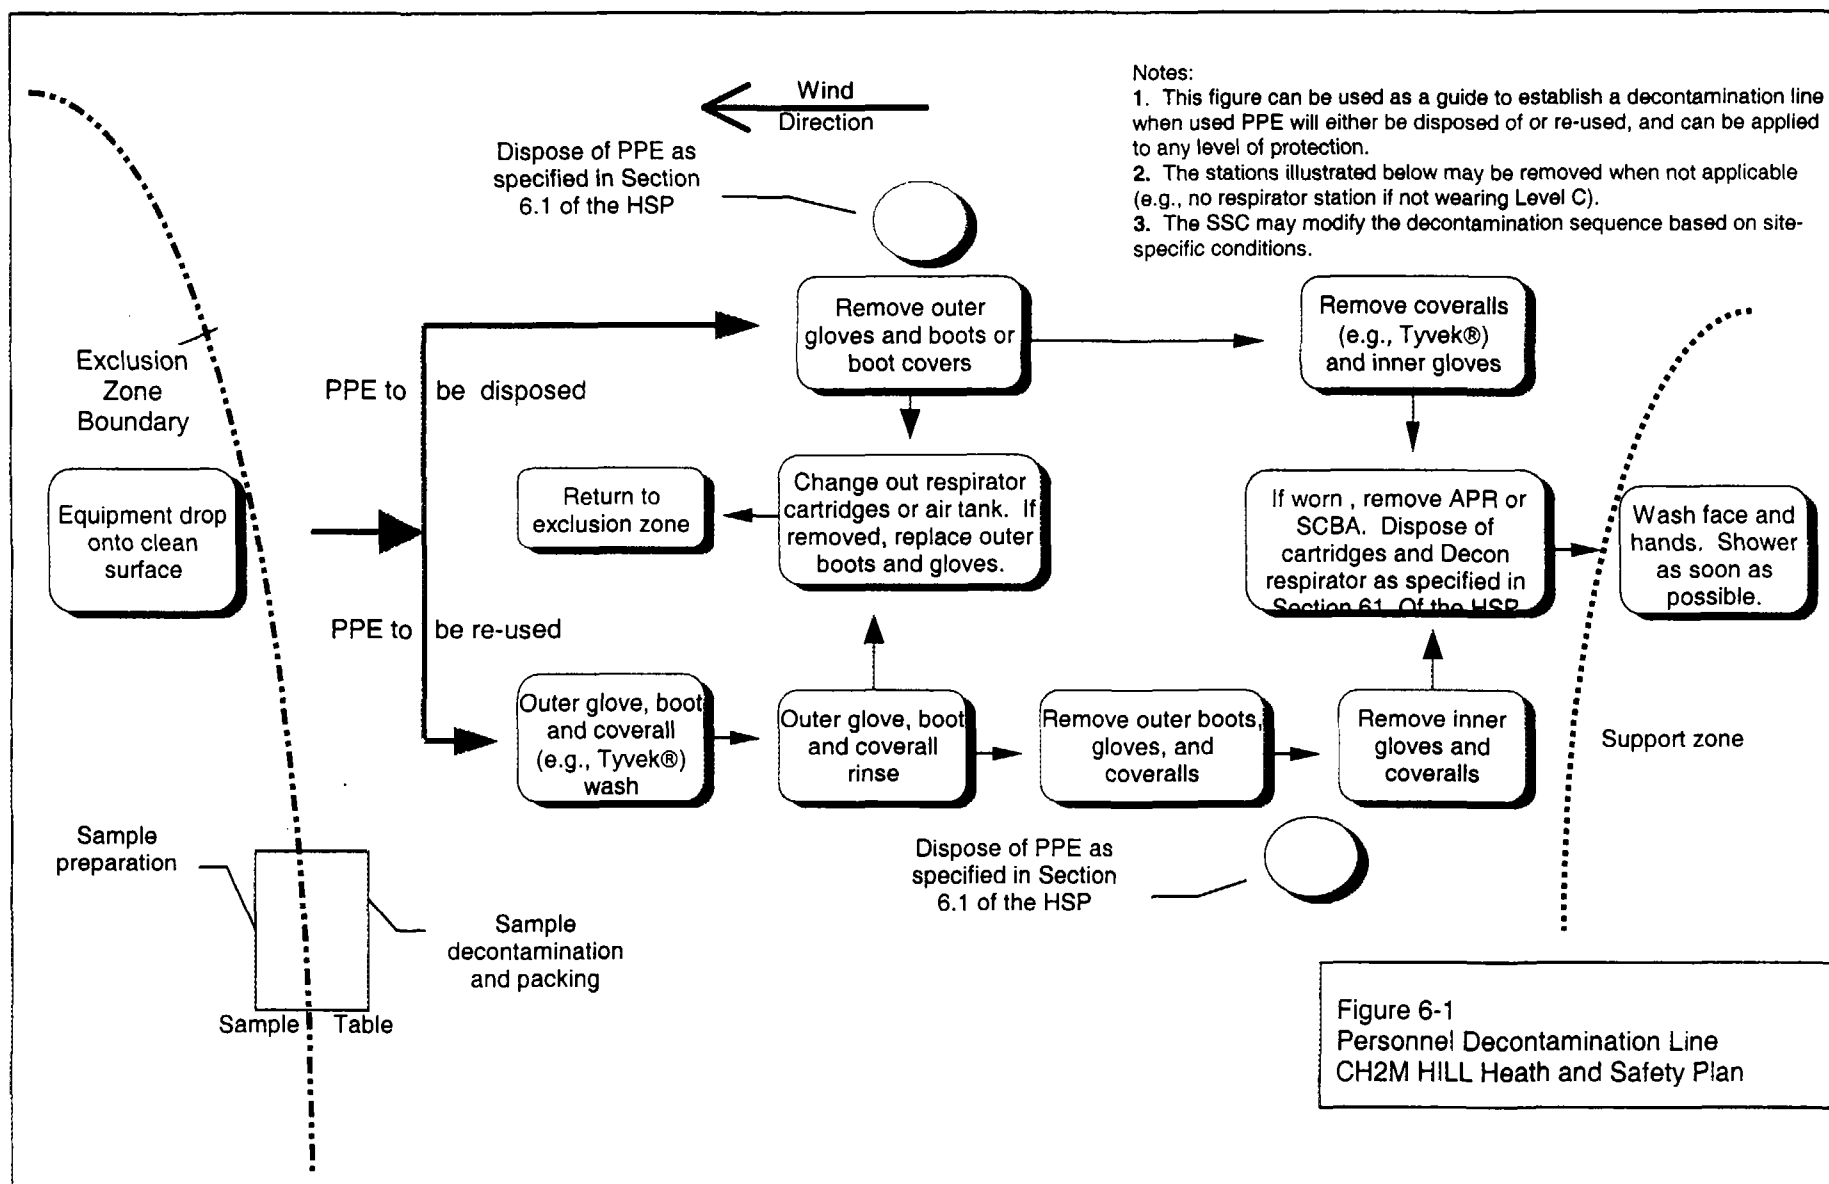 Wind
Direction
Notes:
1. This figure can be used as a guide to establish a decontamination line
when used PPE will either be disposed of or re-used, and can be applied
to any level of protection.
2. The stations illustrated below may be removed when not applicable
(e.g., no respirator station if not wearing Level C).
3. The SSC may modify the decontamination sequence based on site-
specific conditions.
Dispose of PPE as
specified in Section
6.1 of the HSP
Exclusion
Zone
Boundary
PPE to be disposed
Remove outer
gloves and boots or
boot covers
Remove coveralls
(e.g., Tyvek®)
and inner gloves
Equipment drop
onto clean
surface
Return to
exclusion zone
Change out respirator
cartridges or air tank. If
removed, replace outer
boots and gloves.
If worn , remove APR or
SCBA. Dispose of
cartridges and Decon
respirator as specified in
Section 61. Of the HSP
Wash face and
hands. Shower
as soon as
possible.
PPE to be re-used
Outer glove, boot
and coverall
(e.g., Tyvek®)
wash
Outer glove, boot
and coverall
rinse
Remove outer boots,
gloves, and
coveralls
Remove inner
gloves and
coveralls
Support zone
Sample
preparation
Sample
decontamination
and packing
Sample Table
Dispose of PPE as
specified in Section
6.1 of the HSP
Figure 6-1
Personnel Decontamination Line
CH2M HILL Heath and Safety Plan